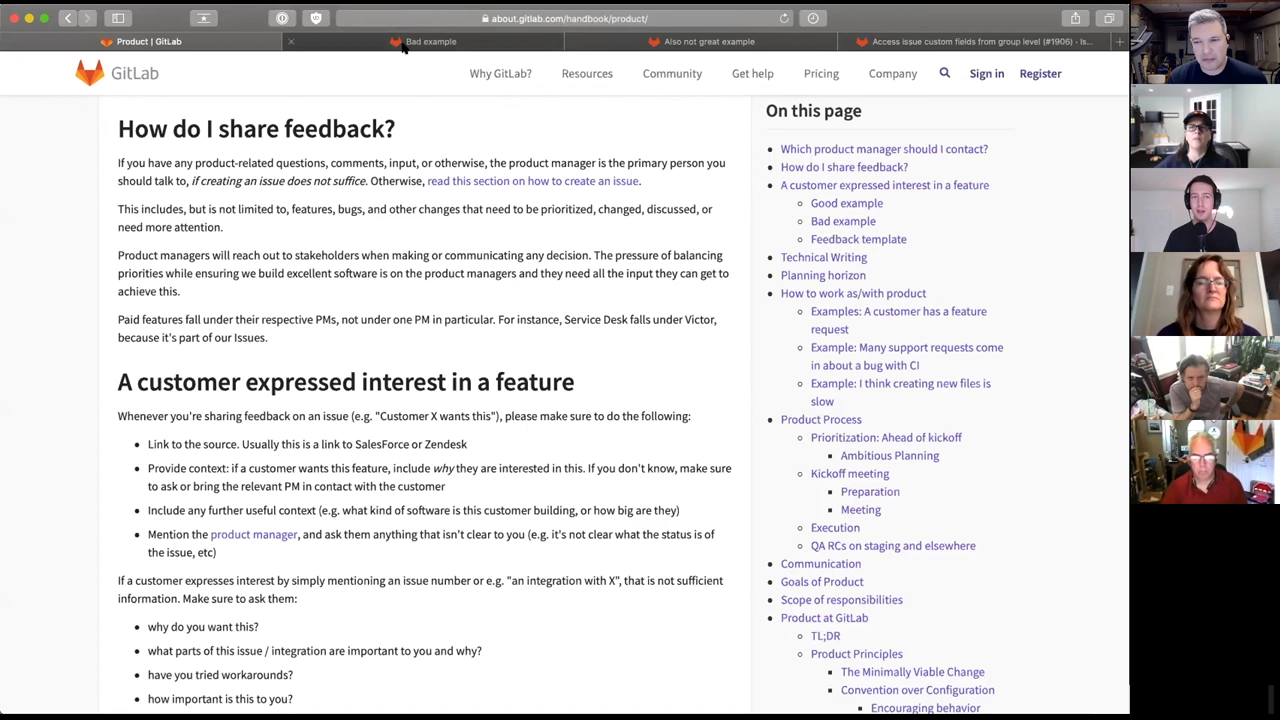 about.gitlab.com/handbook/product/
Product | GitLab
Bad example
Also not great example
Access issue custom fields from group level (#1906) · Is...
GitLab
Why GitLab?
Resources
Community
Get help
Pricing
Company
Sign in
Register
How do I share feedback?
If you have any product-related questions, comments, input, or otherwise, the product manager is the primary person you
should talk to, if creating an issue does not suffice. Otherwise, read this section on how to create an issue.
This includes, but is not limited to, features, bugs, and other changes that need to be prioritized, changed, discussed, or
need more attention.
Product managers will reach out to stakeholders when making or communicating any decision. The pressure of balancing
priorities while ensuring we build excellent software is on the product managers and they need all the input they can get to
achieve this.
Paid features fall under their respective PMs, not under one PM in particular. For instance, Service Desk falls under Victor,
because it's part of our Issues.
A customer expressed interest in a feature
Whenever you're sharing feedback on an issue (e.g. "Customer X wants this"), please make sure to do the following:
Link to the source. Usually this is a link to SalesForce or Zendesk
Provide context: if a customer wants this feature, include why they are interested in this. If you don't know, make sure
to ask or bring the relevant PM in contact with the customer
Include any further useful context (e.g. what kind of software is this customer building, or how big are they)
Mention the product manager, and ask them anything that isn't clear to you (e.g. it's not clear what the status is of
the issue, etc)
If a customer expresses interest by simply mentioning an issue number or e.g. "an integration with X", that is not sufficient
information. Make sure to ask them:
why do you want this?
what parts of this issue / integration are important to you and why?
have you tried workarounds?
how important is this to you?
On this page
Which product manager should I contact?
How do I share feedback?
A customer expressed interest in a feature
Good example
Bad example
Feedback template
Technical Writing
Planning horizon
How to work as/with product
Examples: A customer has a feature
request
Example: Many support requests come
in about a bug with CI
Example: I think creating new files is
slow
Product Process
Prioritization: Ahead of kickoff
Ambitious Planning
Kickoff meeting
Preparation
Meeting
Execution
QA RCs on staging and elsewhere
Communication
Goals of Product
Scope of responsibilities
Product at GitLab
TL;DR
Product Principles
The Minimally Viable Change
Convention over Configuration
Encouraging behavior